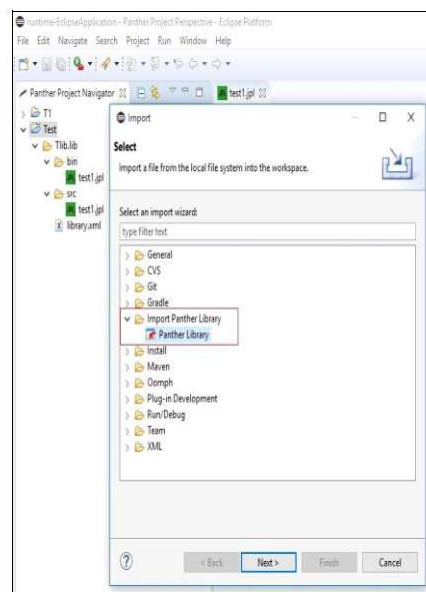 runtime-EclipseApplication - Panther Project Perspective - Eclipse Platform
File Edit Navigate Search Project Run Window Help
Panther Project Navigator
test1.jpl
T1
Test
Tlib.lib
bin
test1.jpl
src
test1.jpl
library.xml
Import
X
Select
Import a file from the local file system into the workspace.
Select an import wizard:
type filter text
General
CVS
Git
Gradle
Import Panther Library
Panther Library
Install
Maven
Oomph
Plug-in Development
Run/Debug
Team
XML
?
< Back Next > Finish Cancel